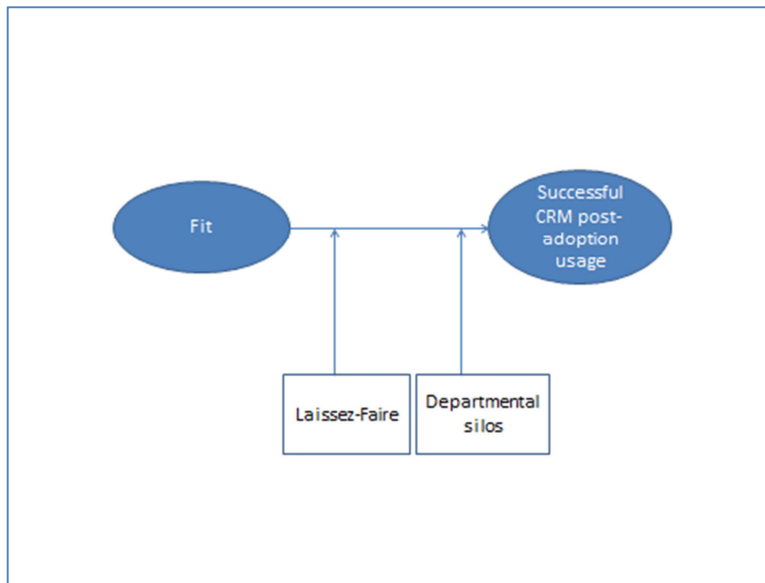 Fit
Successful
CRM post-
adoption
usage
Laissez-Faire
Departmental
silos